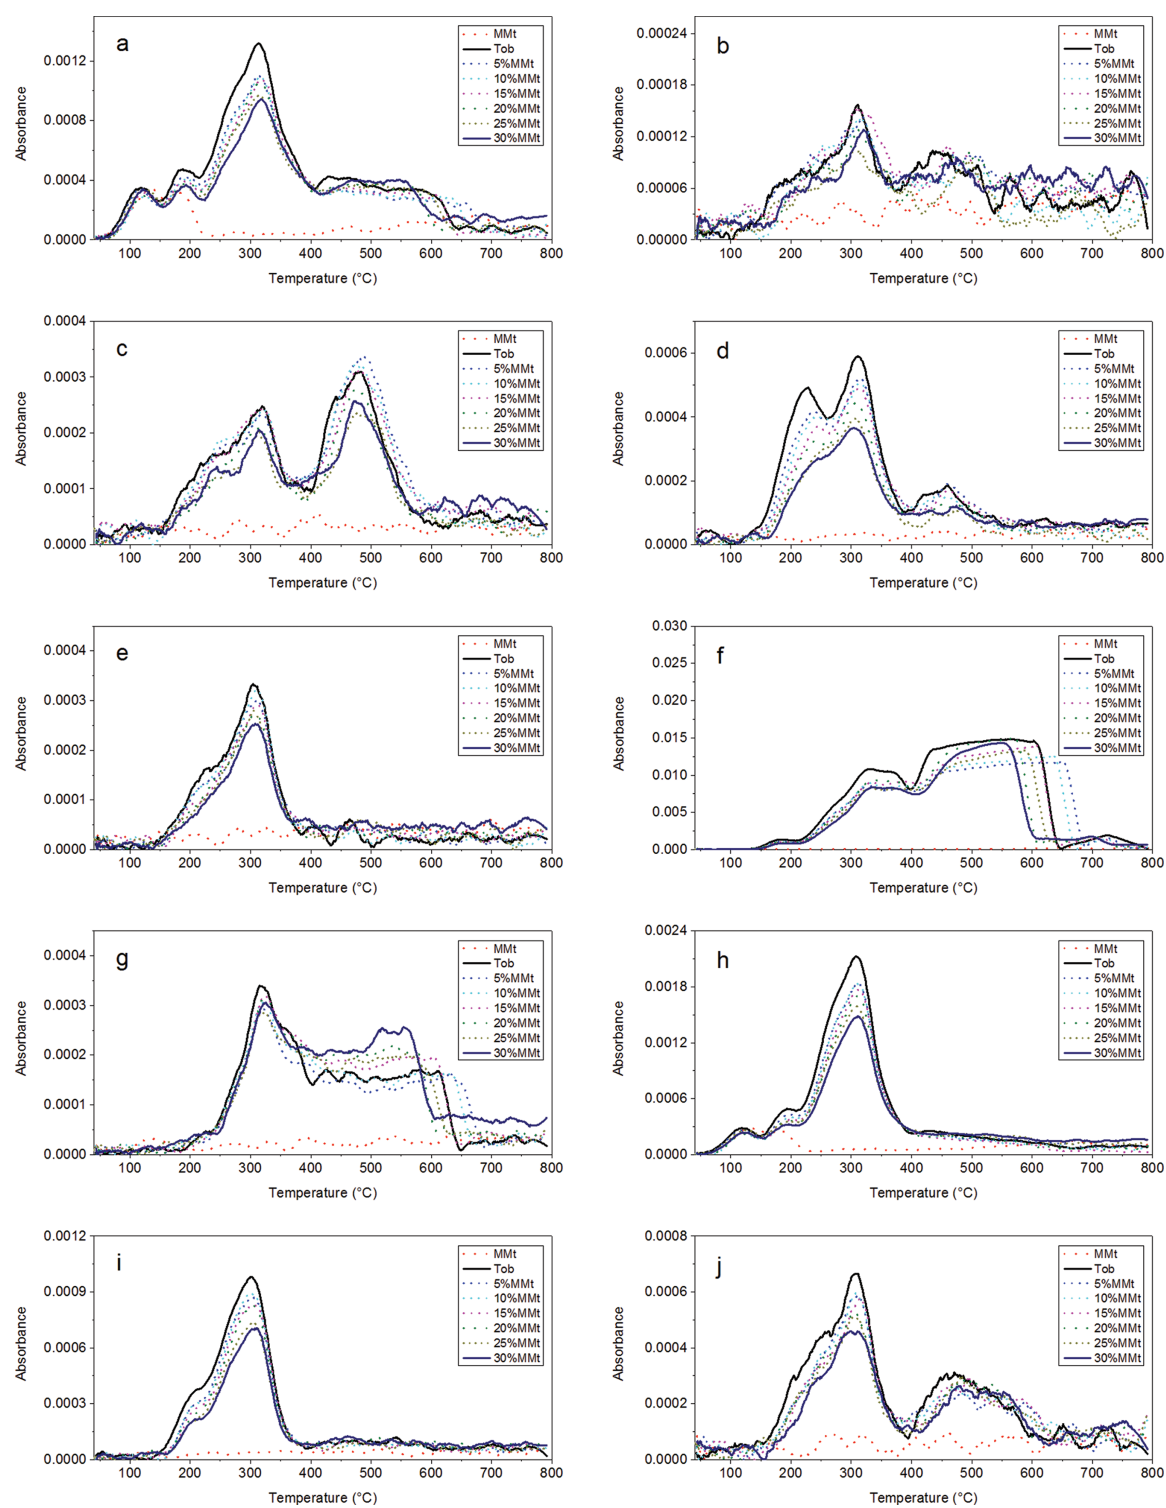 a
Absorbance
0.0012
0.0008
0.0004
0.0000
100 200 300 400 500 600 700 800
Temperature (°C)
MMt
Tob
5%MMt
10%MMt
15%MMt
20%MMt
25%MMt
30%MMt
b
Absorbance
0.00024
0.00018
0.00012
0.00006
0.00000
100 200 300 400 500 600 700 800
Temperature (°C)
MMt
Tob
5%MMt
10%MMt
15%MMt
20%MMt
25%MMt
30%MMt
c
Absorbance
0.0004
0.0003
0.0002
0.0001
0.0000
100 200 300 400 500 600 700 800
Temperature (°C)
MMt
Tob
5%MMt
10%MMt
15%MMt
20%MMt
25%MMt
30%MMt
d
Absorbance
0.0006
0.0004
0.0002
0.0000
100 200 300 400 500 600 700 800
Temperature (°C)
MMt
Tob
5%MMt
10%MMt
15%MMt
20%MMt
25%MMt
30%MMt
e
Absorbance
0.0004
0.0003
0.0002
0.0001
0.0000
100 200 300 400 500 600 700 800
Temperature (°C)
MMt
Tob
5%MMt
10%MMt
15%MMt
20%MMt
25%MMt
30%MMt
f
Absorbance
0.030
0.025
0.020
0.015
0.010
0.005
0.000
100 200 300 400 500 600 700 800
Temperature (°C)
MMt
Tob
5%MMt
10%MMt
15%MMt
20%MMt
25%MMt
30%MMt
g
Absorbance
0.0004
0.0003
0.0002
0.0001
0.0000
100 200 300 400 500 600 700 800
Temperature (°C)
MMt
Tob
5%MMt
10%MMt
15%MMt
20%MMt
25%MMt
30%MMt
h
Absorbance
0.0024
0.0018
0.0012
0.0006
0.0000
100 200 300 400 500 600 700 800
Temperature (°C)
MMt
Tob
5%MMt
10%MMt
15%MMt
20%MMt
25%MMt
30%MMt
i
Absorbance
0.0012
0.0009
0.0006
0.0003
0.0000
100 200 300 400 500 600 700 800
Temperature (°C)
MMt
Tob
5%MMt
10%MMt
15%MMt
20%MMt
25%MMt
30%MMt
j
Absorbance
0.0008
0.0006
0.0004
0.0002
0.0000
100 200 300 400 500 600 700 800
Temperature (°C)
MMt
Tob
5%MMt
10%MMt
15%MMt
20%MMt
25%MMt
30%MMt